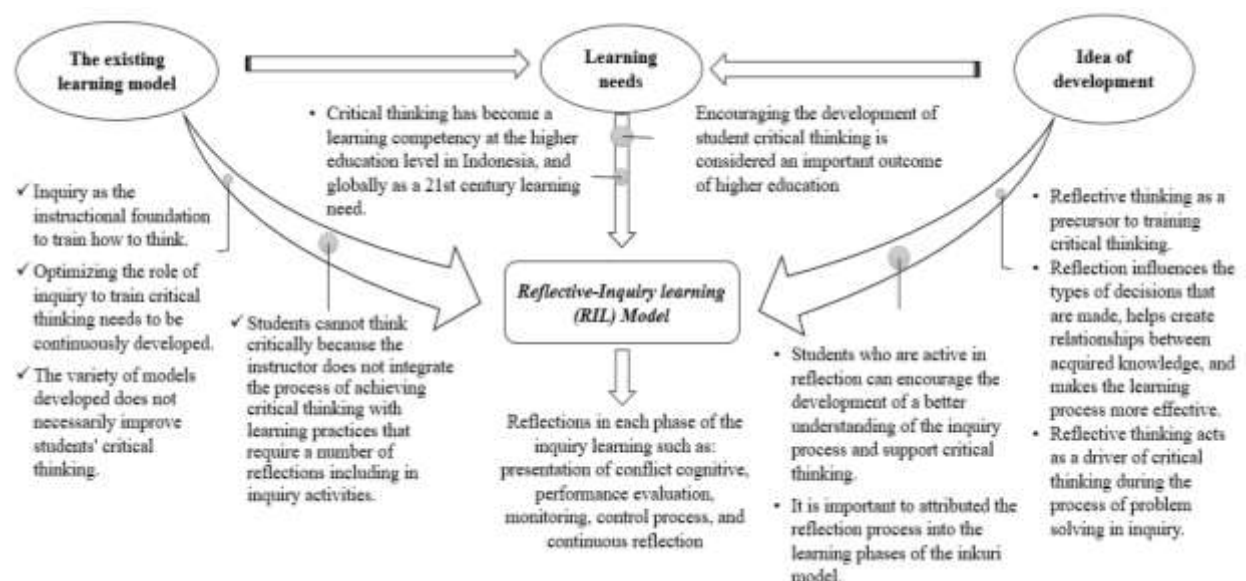 The existing
learning model
Learning
needs
Idea of
development
• Critical thinking has become a
learning competency at the higher
education level in Indonesia, and
globally as a 21st century learning
need.
Encouraging the development of
student critical thinking is
considered an important outcome
of higher education
✓ Inquiry as the
instructional foundation
to train how to think.
✓ Optimizing the role of
inquiry to train critical
thinking needs to be
continuously developed.
✓ The variety of models
developed does not
necessarily improve
students' critical
thinking.
✓ Students cannot think
critically because the
instructor does not integrate
the process of achieving
critical thinking with
learning practices that
require a number of
reflections including in
inquiry activities.
Reflective-Inquiry learning
(RIL) Model
Reflections in each phase of the
inquiry learning such as:
presentation of conflict cognitive,
performance evaluation,
monitoring, control process, and
continuous reflection
• Students who are active in
reflection can encourage the
development of a better
understanding of the inquiry
process and support critical
thinking.
• It is important to attributed the
reflection process into the
learning phases of the inkuri
model.
• Reflective thinking as a
precursor to training
critical thinking.
• Reflection influences the
types of decisions that
are made, helps create
relationships between
acquired knowledge, and
makes the learning
process more effective.
• Reflective thinking acts
as a driver of critical
thinking during the
process of problem
solving in inquiry.